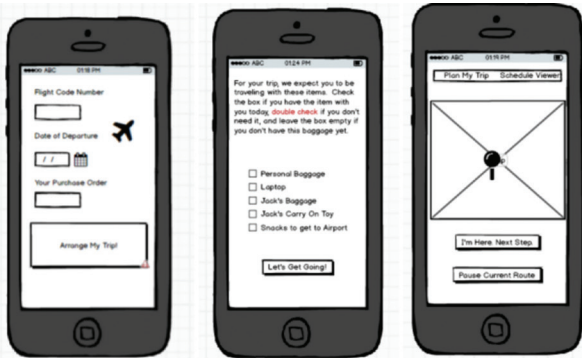 ABC 01:18 PM
Flight Code Number
Date of Departure
/ /
Your Purchase Order
Arrange My Trip!
ABC 01:24 PM
For your trip, we expect you to be
traveling with these items. Check
the box if you have the item with
you today, double check if you don't
need it, and leave the box empty if
you don't have this baggage yet.
Personal Baggage
Laptop
Jack's Baggage
Jack's Carry On Toy
Snacks to get to Airport
Let's Get Going!
ABC 01:19 PM
Plan My Trip Schedule Viewer
I'm Here Next Step.
Pause Current Route